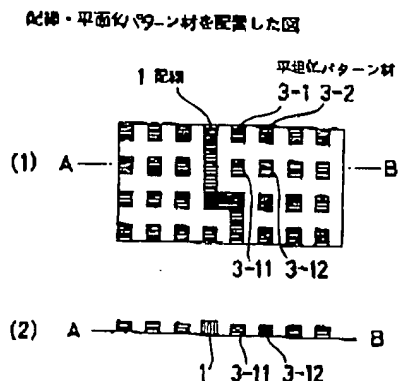 配線・平面化パターン材を配置した図
1 配線
平坦化パターン材
3-1 3-2
(1) A B
3-11 3-12
(2) A B
1 3-11 3-12